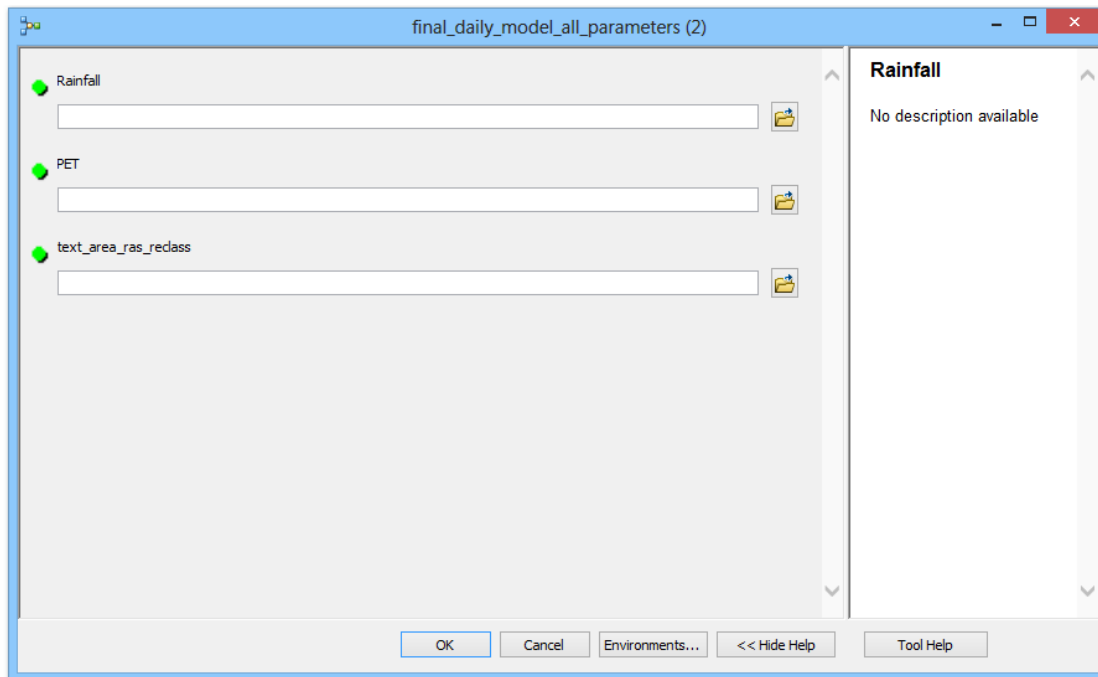 final_daily_model_all_parameters (2)
Rainfall
PET
text_area_ras_reclass
Rainfall
No description available
OK
Cancel
Environments...
<< Hide Help
Tool Help